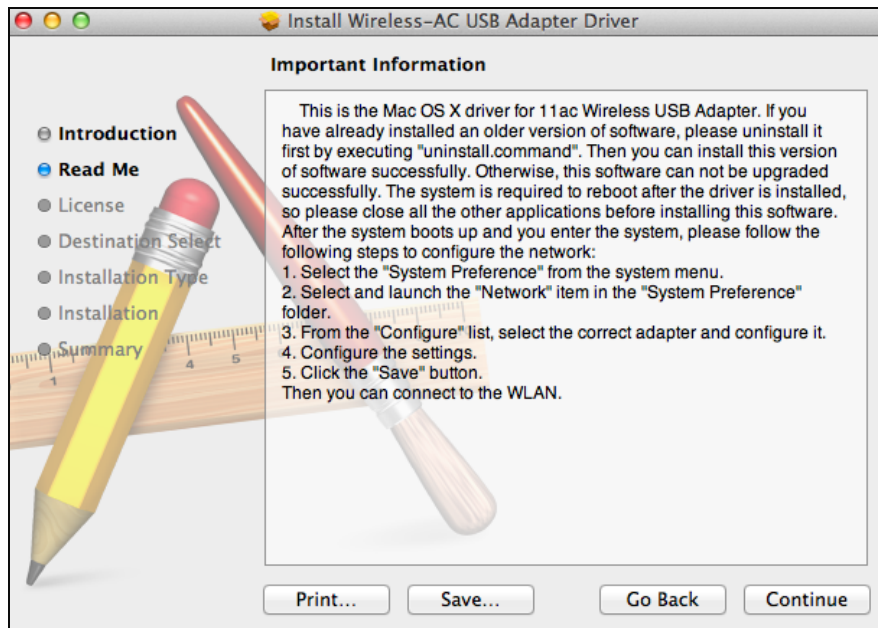 Install Wireless-AC USB Adapter Driver
Important Information
Introduction
Read Me
License
Destination Select
Installation Type
Installation
Summary
This is the Mac OS X driver for 11ac Wireless USB Adapter. If you
have already installed an older version of software, please uninstall it
first by executing "uninstall.command". Then you can install this version
of software successfully. Otherwise, this software can not be upgraded
successfully. The system is required to reboot after the driver is installed,
so please close all the other applications before installing this software.
After the system boots up and you enter the system, please follow the
following steps to configure the network:
1. Select the "System Preference" from the system menu.
2. Select and launch the "Network" item in the "System Preference"
folder.
3. From the "Configure" list, select the correct adapter and configure it.
4. Configure the settings.
5. Click the "Save" button.
Then you can connect to the WLAN.
1 4 5
Print... Save... Go Back Continue